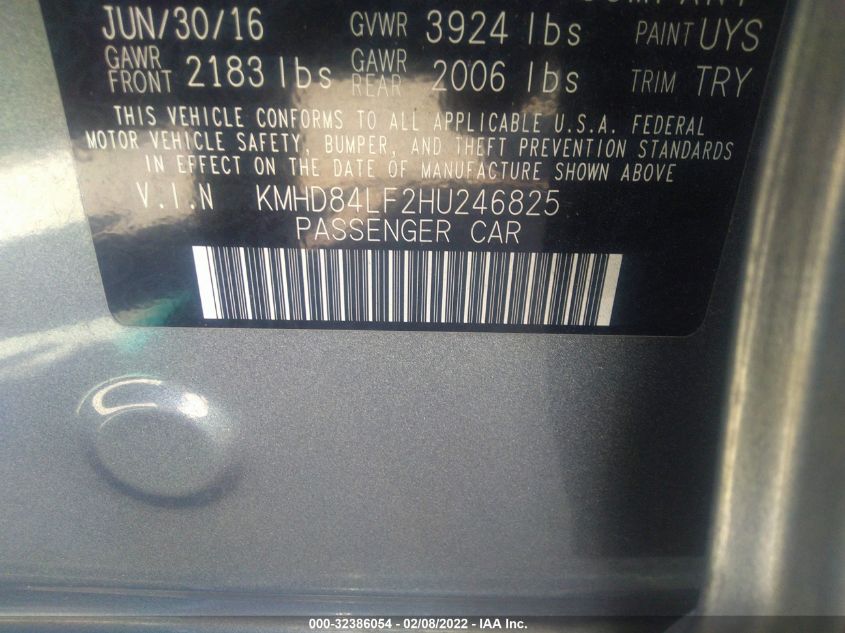 COMPANY
JUN/30/16 GVWR 3924 lbs PAINT UYS
GAWR FRONT 2183 lbs GAWR REAR 2006 lbs TRIM TRY
THIS VEHICLE CONFORMS TO ALL APPLICABLE U.S.A. FEDERAL
MOTOR VEHICLE SAFETY, BUMPER, AND THEFT PREVENTION STANDARDS
IN EFFECT ON THE DATE OF MANUFACTURE SHOWN ABOVE.
V.I.N KMHD84LF2HU246825
PASSENGER CAR
000-32386054 - 02/08/2022 - IAA Inc.